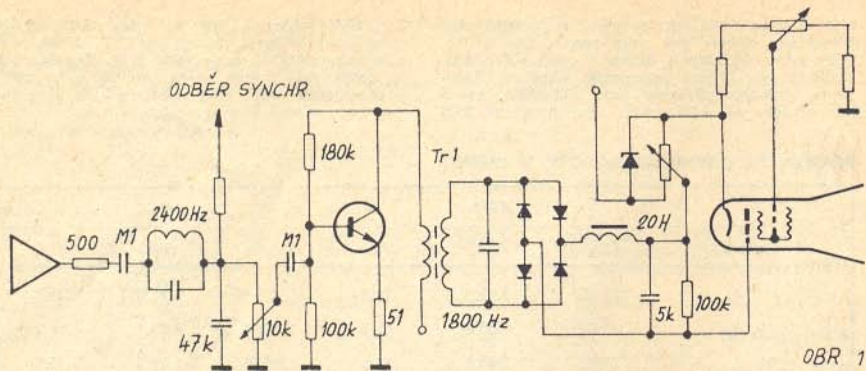 ODBĚR SYNCHR.
180k
Tr1
2400Hz
M1
500
M1
20H
10k
100k
51
1800 Hz
5k
100k
47k
OBR. 1